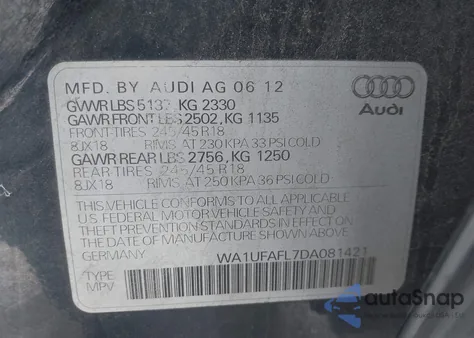 MFD. BY AUDI AG 06 12
GVWR LBS 5137, KG 2330
GAWR FRONT LBS 2502, KG 1135
FRONT-TIRES 245/45 R18
8JX18 RIMS, AT 230 KPA 33 PSI COLD
GAWR REAR LBS 2756, KG 1250
REAR-TIRES 245/45 R18
8JX18 RIMS, AT 250 KPA 36 PSI COLD
THIS VEHICLE CONFORMS TO ALL APPLICABLE
U.S. FEDERAL MOTOR VEHICLE SAFETY AND
THEFT PREVENTION STANDARDS IN EFFECT ON
THE DATE OF MANUFACTURE SHOWN ABOVE.
GERMANY WA1UFAFL7DA081421
TYPE:
MPV
Audi
autoSnap